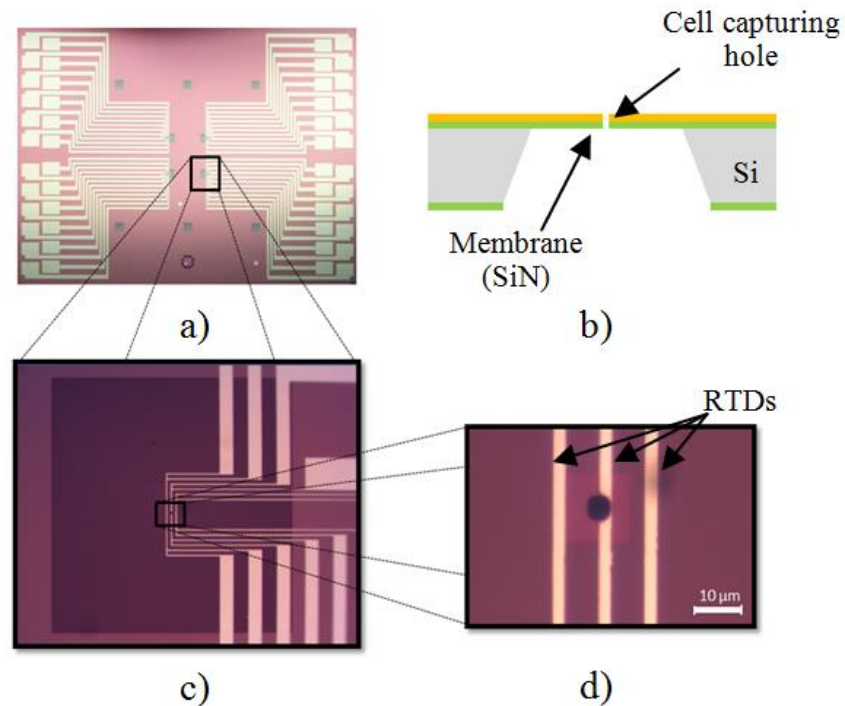 Cell capturing
hole
Si
Membrane
(SiN)
a)
b)
RTDs
10 µm
c)
d)